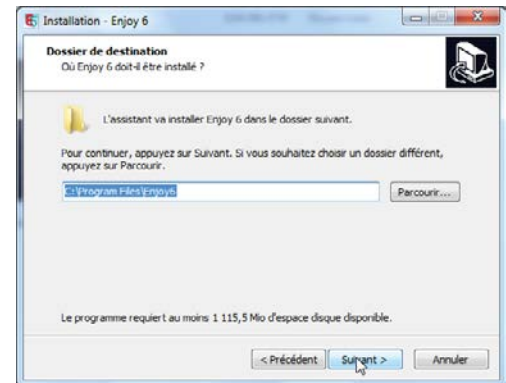 Installation - Enjoy 6
Dossier de destination
Où Enjoy 6 doit-il être installé ?
L'assistant va installer Enjoy 6 dans le dossier suivant.
Pour continuer, appuyez sur Suivant. Si vous souhaitez choisir un dossier différent,
appuyez sur Parcourir.
C:\Program Files\Enjoy6
Parcourir...
Le programme requiert au moins 1 115,5 Mio d'espace disque disponible.
< Précédent
Suivant >
Annuler